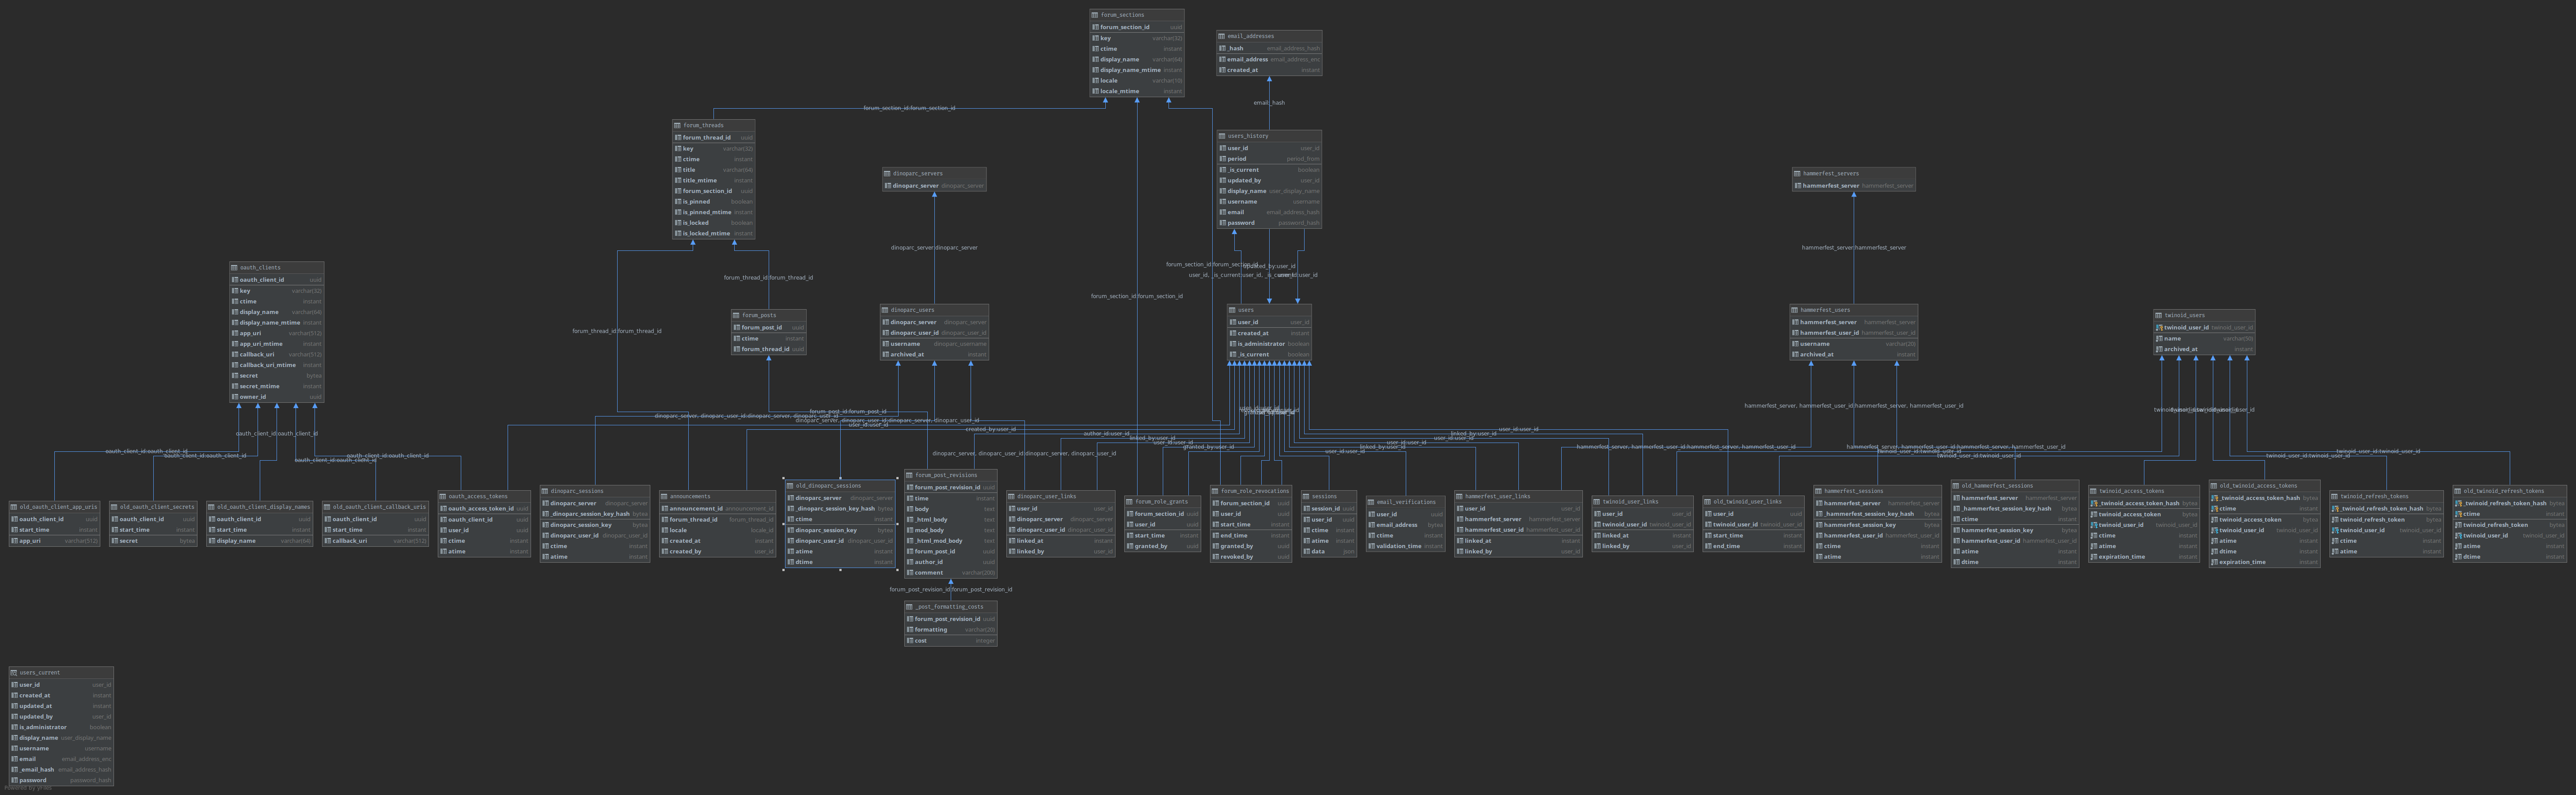 forum_sections
forum_section_id uuid
key varchar(32)
ctime instant
display_name varchar(64)
display_name_mtime instant
locale varchar(10)
locale_mtime instant
email_addresses
_hash email_address_hash
email_address email_address_enc
created_at instant
forum_section_id:forum_section_id
email:_hash
forum_threads
forum_thread_id uuid
key varchar(32)
ctime instant
title varchar(64)
title_mtime instant
forum_section_id uuid
is_pinned boolean
is_pinned_mtime instant
is_locked boolean
is_locked_mtime instant
users_history
user_id user_id
period period_from
_is_current boolean
updated_by user_id
display_name user_display_name
username username
email email_address_hash
password password_hash
dinoparc_servers
dinoparc_server dinoparc_server
hammerfest_servers
hammerfest_server hammerfest_server
dinoparc_server:dinoparc_server
hammerfest_server:hammerfest_server
forum_section_id:forum_section_id
forum_thread_id:forum_thread_id
forum_section_id:forum_section_id
forum_thread_id:forum_thread_id
oauth_clients
oauth_client_id uuid
key varchar(32)
ctime instant
display_name varchar(64)
display_name_mtime instant
app_uri varchar(512)
app_uri_mtime instant
callback_uri varchar(512)
callback_uri_mtime instant
secret bytea
secret_mtime instant
owner_id uuid
forum_posts
forum_post_id uuid
ctime instant
forum_thread_id uuid
dinoparc_users
dinoparc_server dinoparc_server
dinoparc_user_id dinoparc_user_id
username dinoparc_username
archived_at instant
users
user_id user_id
created_at instant
is_administrator boolean
_is_current boolean
hammerfest_users
hammerfest_server hammerfest_server
hammerfest_user_id hammerfest_user_id
username varchar(20)
archived_at instant
twinoid_users
twinoid_user_id twinoid_user_id
name varchar(50)
archived_at instant
hammerfest_server, hammerfest_user_id:hammerfest_server, hammerfest_user_id
forum_post_id:forum_post_id
user_id:user_id
created_by:user_id
author_id:user_id
linked_by:user_id
user_id:user_id
granted_by:user_id
dinoparc_server, dinoparc_user_id:dinoparc_server, dinoparc_user_id
user_id:user_id
linked_by:user_id
user_id:user_id
linked_by:user_id
user_id:user_id
user_id:user_id
hammerfest_server, hammerfest_user_id:hammerfest_server, hammerfest_user_id
twinoid_user_id:twinoid_user_id
twinoid_user_id:twinoid_user_id
oauth_client_id:oauth_client_id
oauth_client_id:oauth_client_id
oauth_client_id:oauth_client_id
oauth_client_id:oauth_client_id
oauth_client_id:oauth_client_id
old_oauth_client_app_uris
oauth_client_id uuid
start_time instant
app_uri varchar(512)
old_oauth_client_secrets
oauth_client_id uuid
start_time instant
secret bytea
old_oauth_client_display_names
oauth_client_id uuid
start_time instant
display_name varchar(64)
old_oauth_client_callback_uris
oauth_client_id uuid
start_time instant
callback_uri varchar(512)
oauth_access_tokens
oauth_access_token_id uuid
oauth_client_id uuid
user_id uuid
ctime instant
atime instant
dinoparc_sessions
dinoparc_server dinoparc_server
_dinoparc_session_key_hash bytea
dinoparc_session_key bytea
dinoparc_user_id dinoparc_user_id
ctime instant
atime instant
announcements
announcement_id announcement_id
forum_thread_id forum_thread_id
locale locale_id
created_at instant
created_by user_id
old_dinoparc_sessions
dinoparc_server dinoparc_server
_dinoparc_session_key_hash bytea
ctime instant
dinoparc_session_key bytea
dinoparc_user_id dinoparc_user_id
atime instant
dtime instant
forum_post_revisions
forum_post_revision_id uuid
time instant
body text
_html_body text
mod_body text
_html_mod_body text
forum_post_id uuid
author_id uuid
comment varchar(200)
dinoparc_user_links
user_id user_id
dinoparc_server dinoparc_server
dinoparc_user_id dinoparc_user_id
linked_at instant
linked_by user_id
forum_role_grants
forum_section_id uuid
user_id uuid
start_time instant
granted_by uuid
forum_role_revocations
forum_section_id uuid
user_id uuid
start_time instant
end_time instant
granted_by uuid
revoked_by uuid
sessions
session_id uuid
user_id uuid
ctime instant
atime instant
data json
email_verifications
user_id uuid
email_address bytea
ctime instant
validation_time instant
hammerfest_user_links
user_id user_id
hammerfest_server hammerfest_server
hammerfest_user_id hammerfest_user_id
linked_at instant
linked_by user_id
twinoid_user_links
user_id user_id
twinoid_user_id twinoid_user_id
linked_at instant
linked_by user_id
old_twinoid_user_links
user_id uuid
twinoid_user_id twinoid_user_id
start_time instant
end_time instant
hammerfest_sessions
hammerfest_server hammerfest_server
_hammerfest_session_key_hash bytea
hammerfest_session_key bytea
hammerfest_user_id hammerfest_user_id
ctime instant
atime instant
old_hammerfest_sessions
hammerfest_server hammerfest_server
_hammerfest_session_key_hash bytea
ctime instant
hammerfest_session_key bytea
hammerfest_user_id hammerfest_user_id
atime instant
dtime instant
twinoid_access_tokens
_twinoid_access_token_hash bytea
twinoid_access_token bytea
twinoid_user_id twinoid_user_id
ctime instant
atime instant
expiration_time instant
old_twinoid_access_tokens
_twinoid_access_token_hash bytea
ctime instant
twinoid_access_token bytea
twinoid_user_id twinoid_user_id
atime instant
dtime instant
expiration_time instant
twinoid_refresh_tokens
_twinoid_refresh_token_hash bytea
twinoid_refresh_token bytea
twinoid_user_id twinoid_user_id
ctime instant
atime instant
old_twinoid_refresh_tokens
_twinoid_refresh_token_hash bytea
ctime instant
twinoid_refresh_token bytea
twinoid_user_id twinoid_user_id
atime instant
dtime instant
forum_post_revision_id:forum_post_revision_id
_post_formatting_costs
forum_post_revision_id uuid
formatting varchar(20)
cost integer
users_current
user_id user_id
created_at instant
updated_at instant
updated_by user_id
is_administrator boolean
display_name user_display_name
username username
email email_address_enc
_email_hash email_address_hash
password password_hash
Powered by yFiles